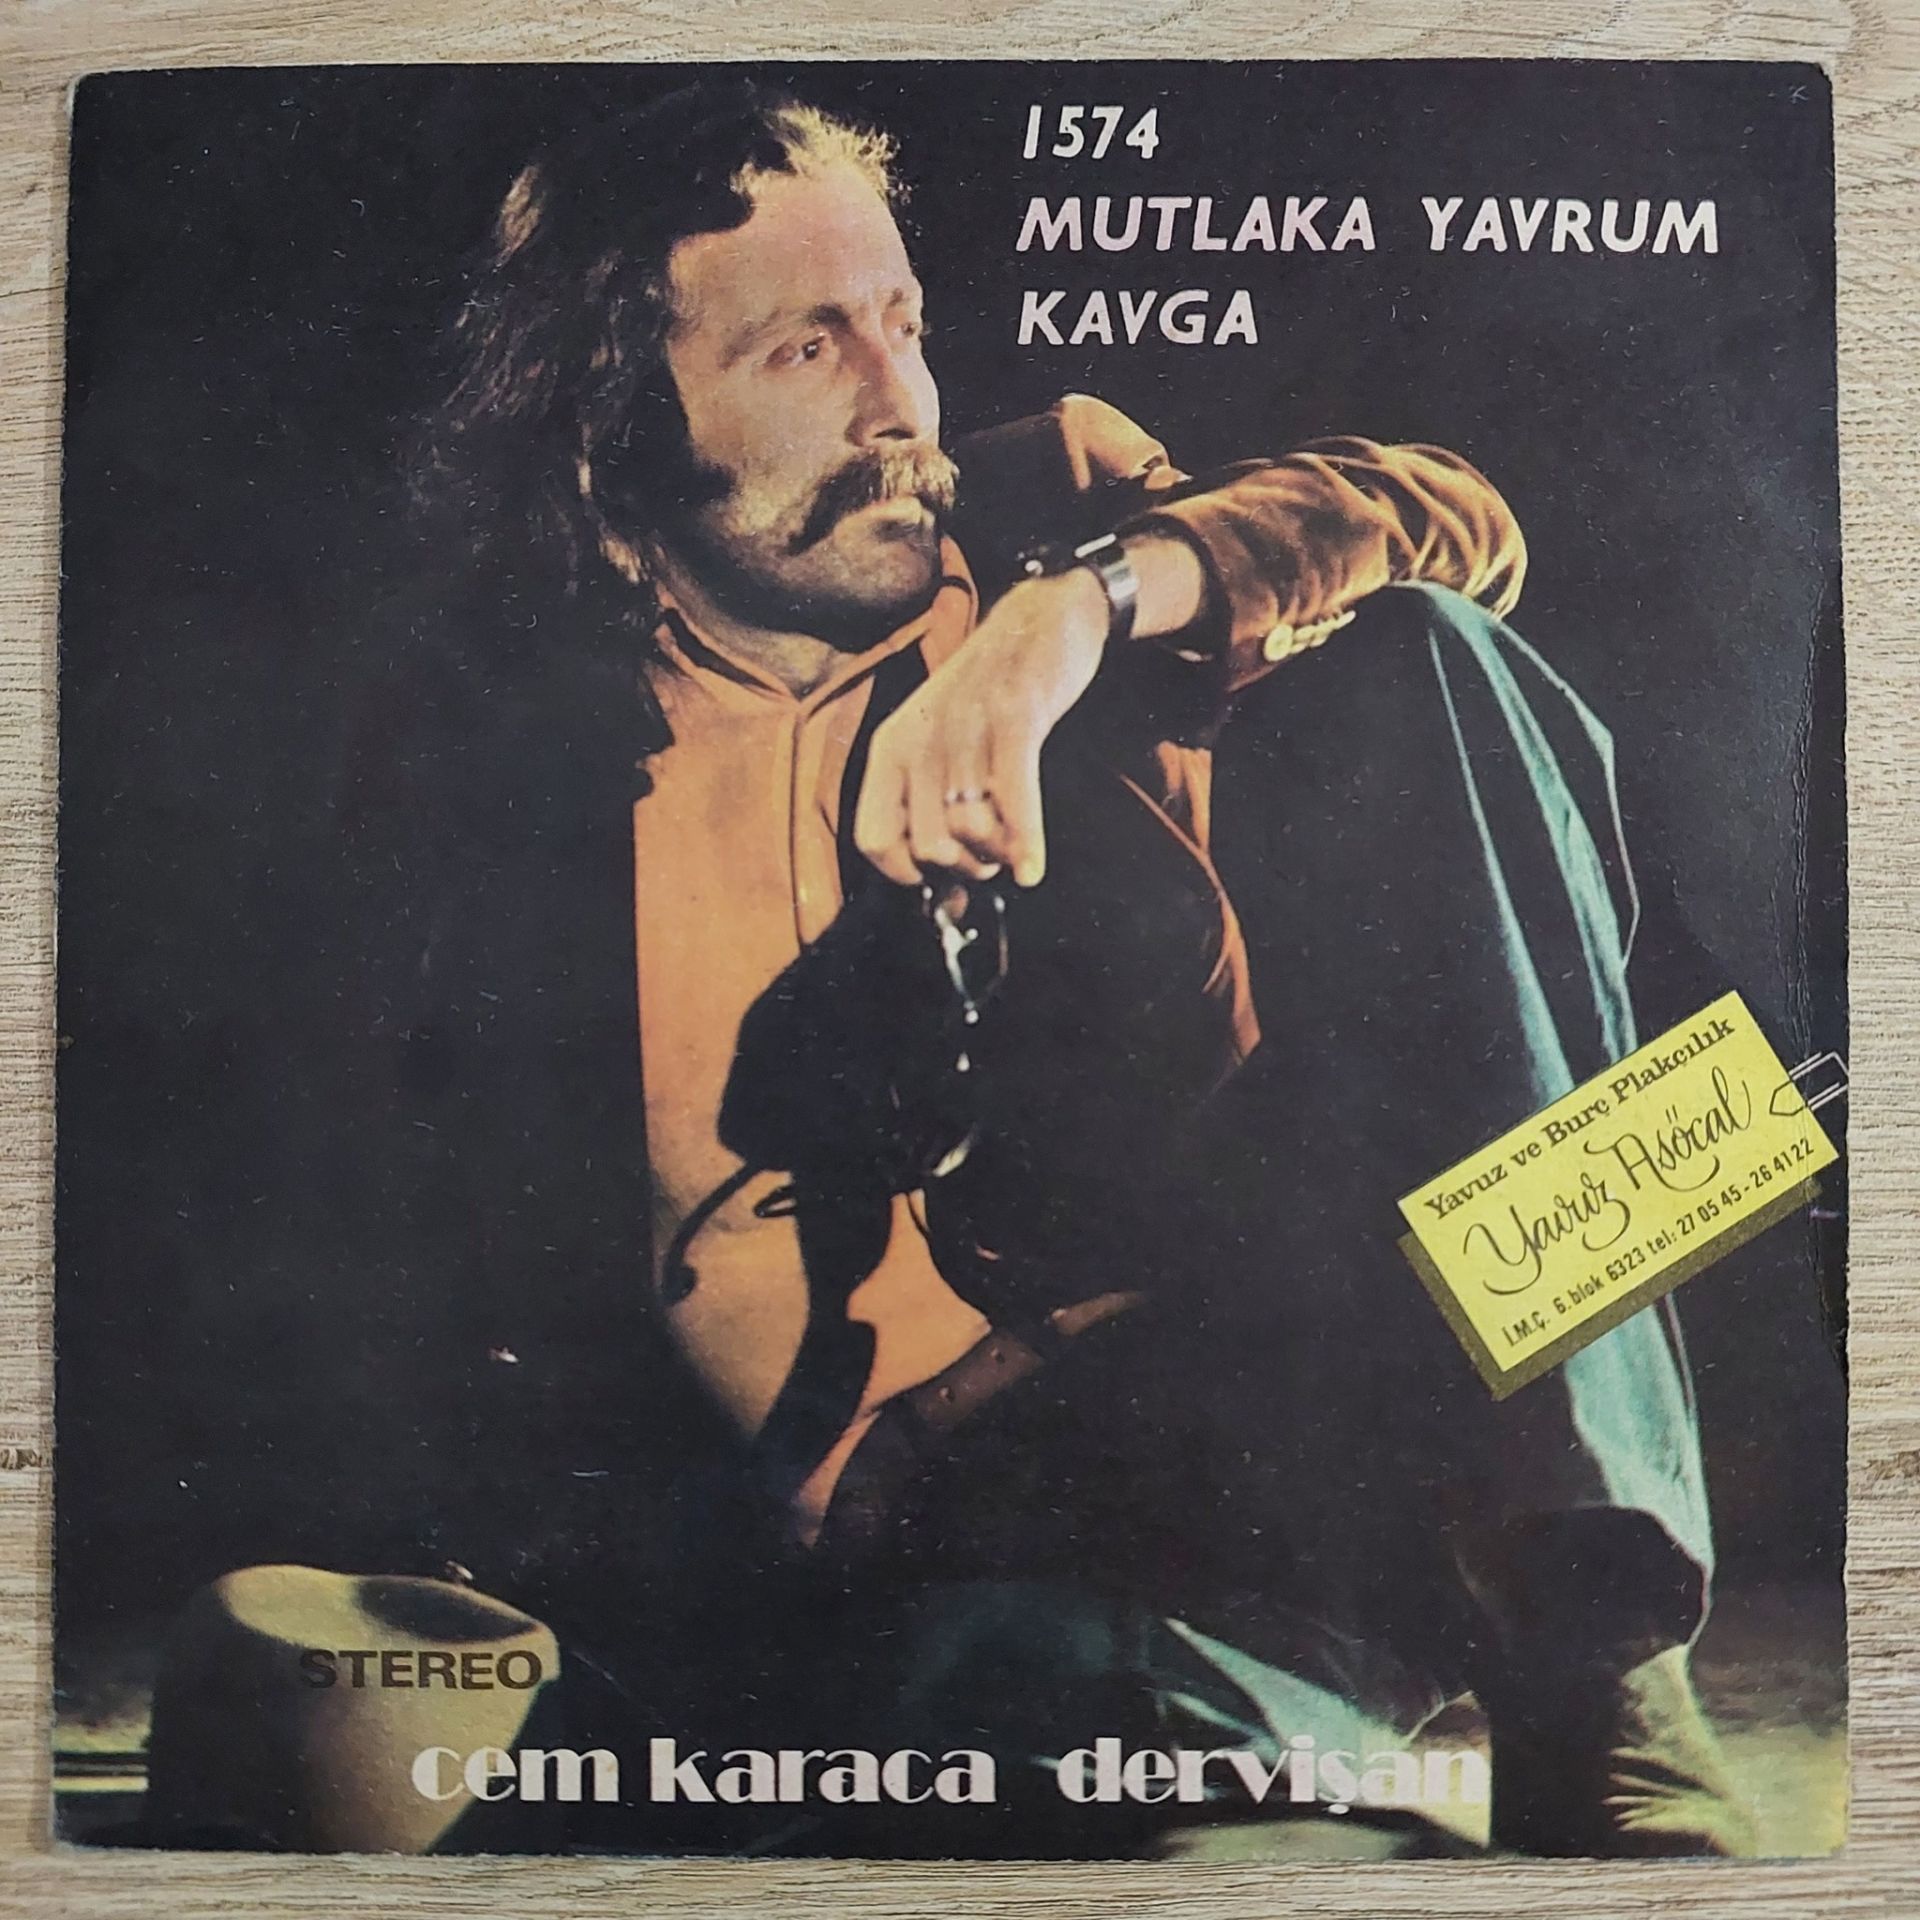 1574
MUTLAKA YAVRUM
KAVGA
Yavuz ve Burç Plakçılık
Yavuz Asöcal
İ.M.Ç. 6.blok 6323 tel: 27 05 45 - 26 41 22
STEREO
cem karaca dervişan